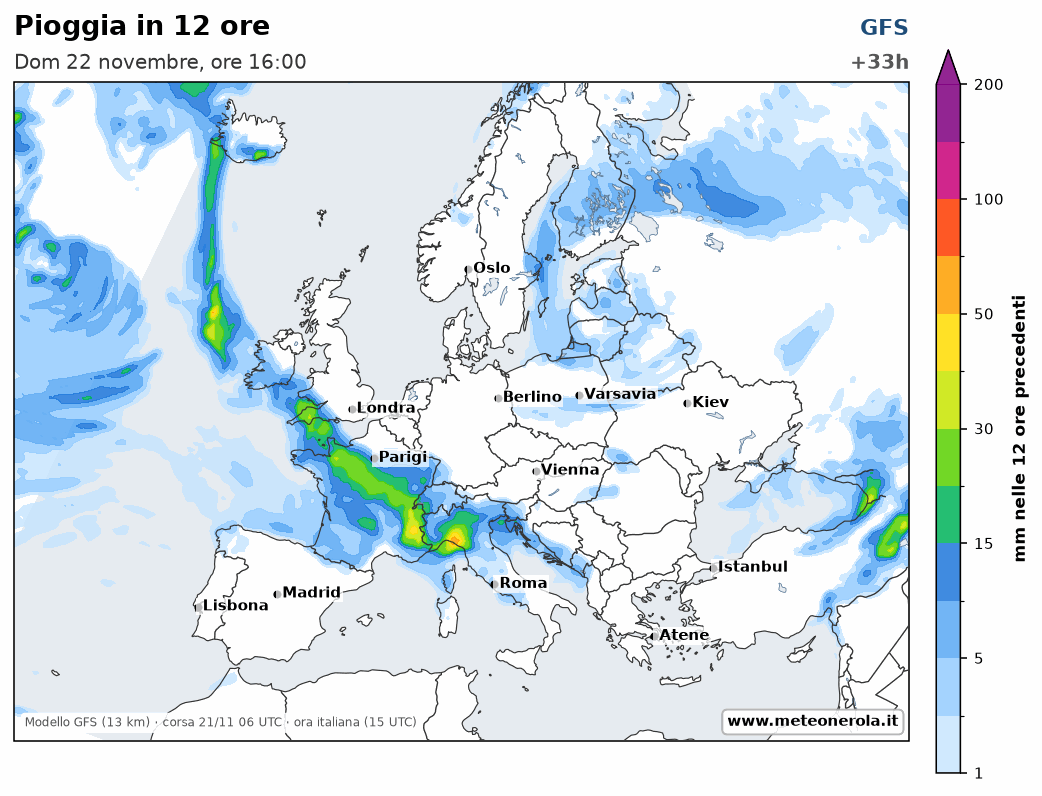 Pioggia in 12 ore
GFS
Dom 22 novembre, ore 16:00
+33h
200
100
50
30
15
5
1
mm nelle 12 ore precedenti
Oslo
Londra
Berlino
Varsavia
Kiev
Parigi
Vienna
Istanbul
Roma
Madrid
Lisbona
Atene
Modello GFS (13 km) · corsa 21/11 06 UTC · ora italiana (15 UTC)
www.meteonerola.it